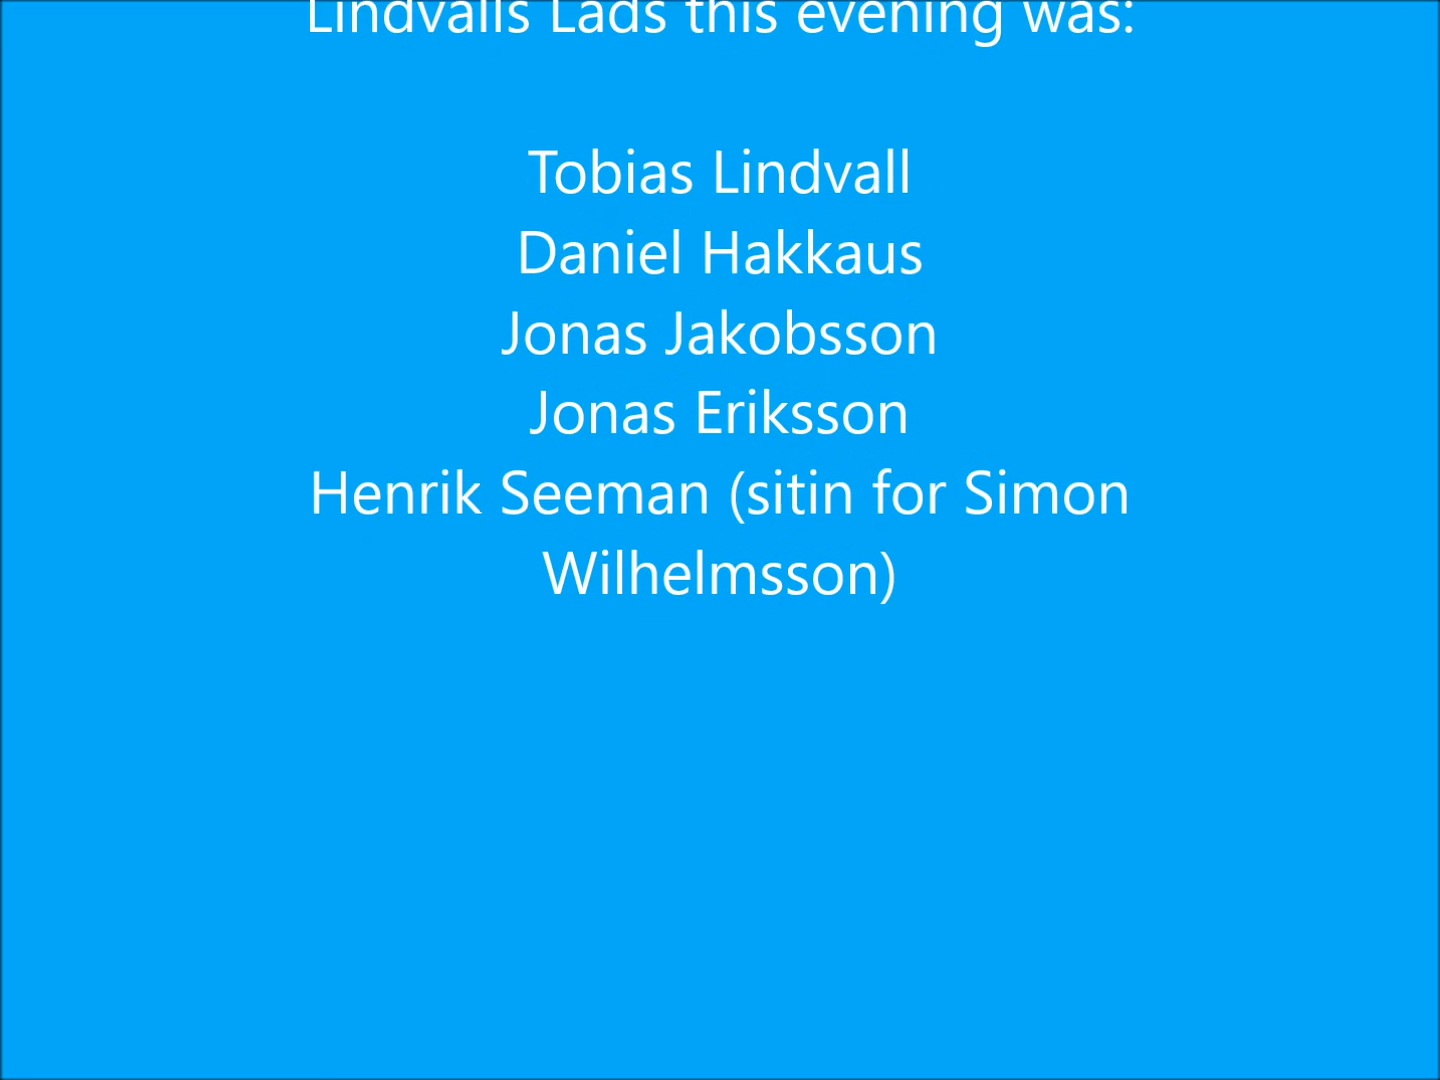 Lindvalls Lads this evening was:
Tobias Lindvall
Daniel Hakkaus
Jonas Jakobsson
Jonas Eriksson
Henrik Seeman (sitin for Simon
Wilhelmsson)